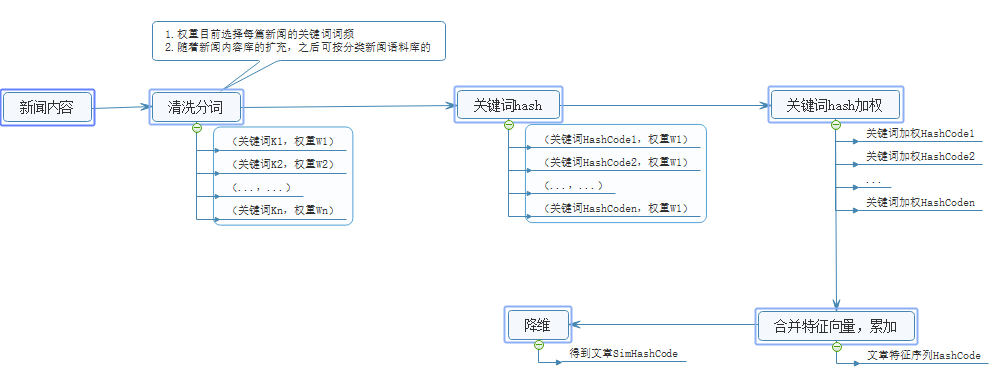 1. 权重目前选择每篇新闻的关键词词频
2. 随着新闻内容库的扩充，之后可按分类新闻语料库的
新闻内容
清洗分词
关键词hash
关键词hash加权
（关键词K1，权重W1）
（关键词K2，权重W2）
（...，...）
（关键词Kn，权重Wn）
（关键词HashCode1，权重W1）
（关键词HashCode2，权重W1）
（...，...）
（关键词HashCoden，权重W1）
关键词加权HashCode1
关键词加权HashCode2
...
关键词加权HashCoden
合并特征向量，累加
文章特征序列HashCode
降维
得到文章SimHashCode